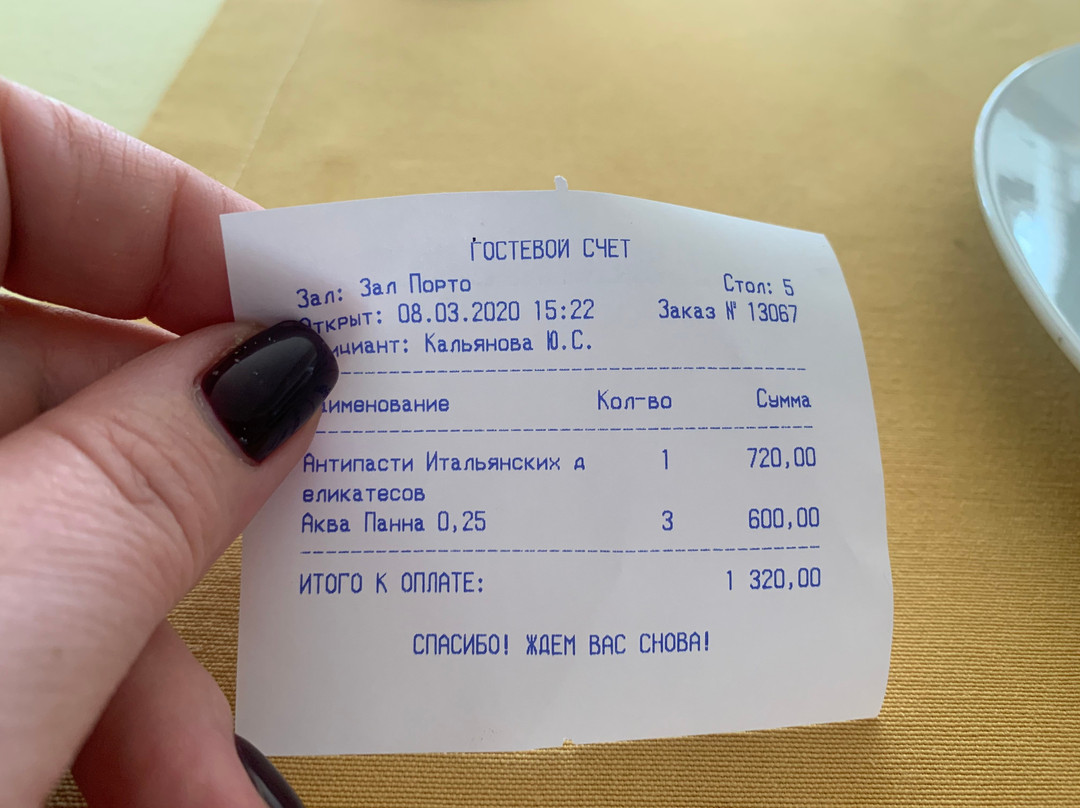 ГОСТЕВОЙ СЧЕТ
Зал: Зал Порто Стол: 5
Открыт: 08.03.2020 15:22 Заказ № 13067
Официант: Кальянова Ю.С.
Наименование Кол-во Сумма
Антипасти Итальянских д 1 720,00
еликатесов
Аква Панна 0,25 3 600,00
ИТОГО К ОПЛАТЕ: 1 320,00
СПАСИБО! ЖДЕМ ВАС СНОВА!